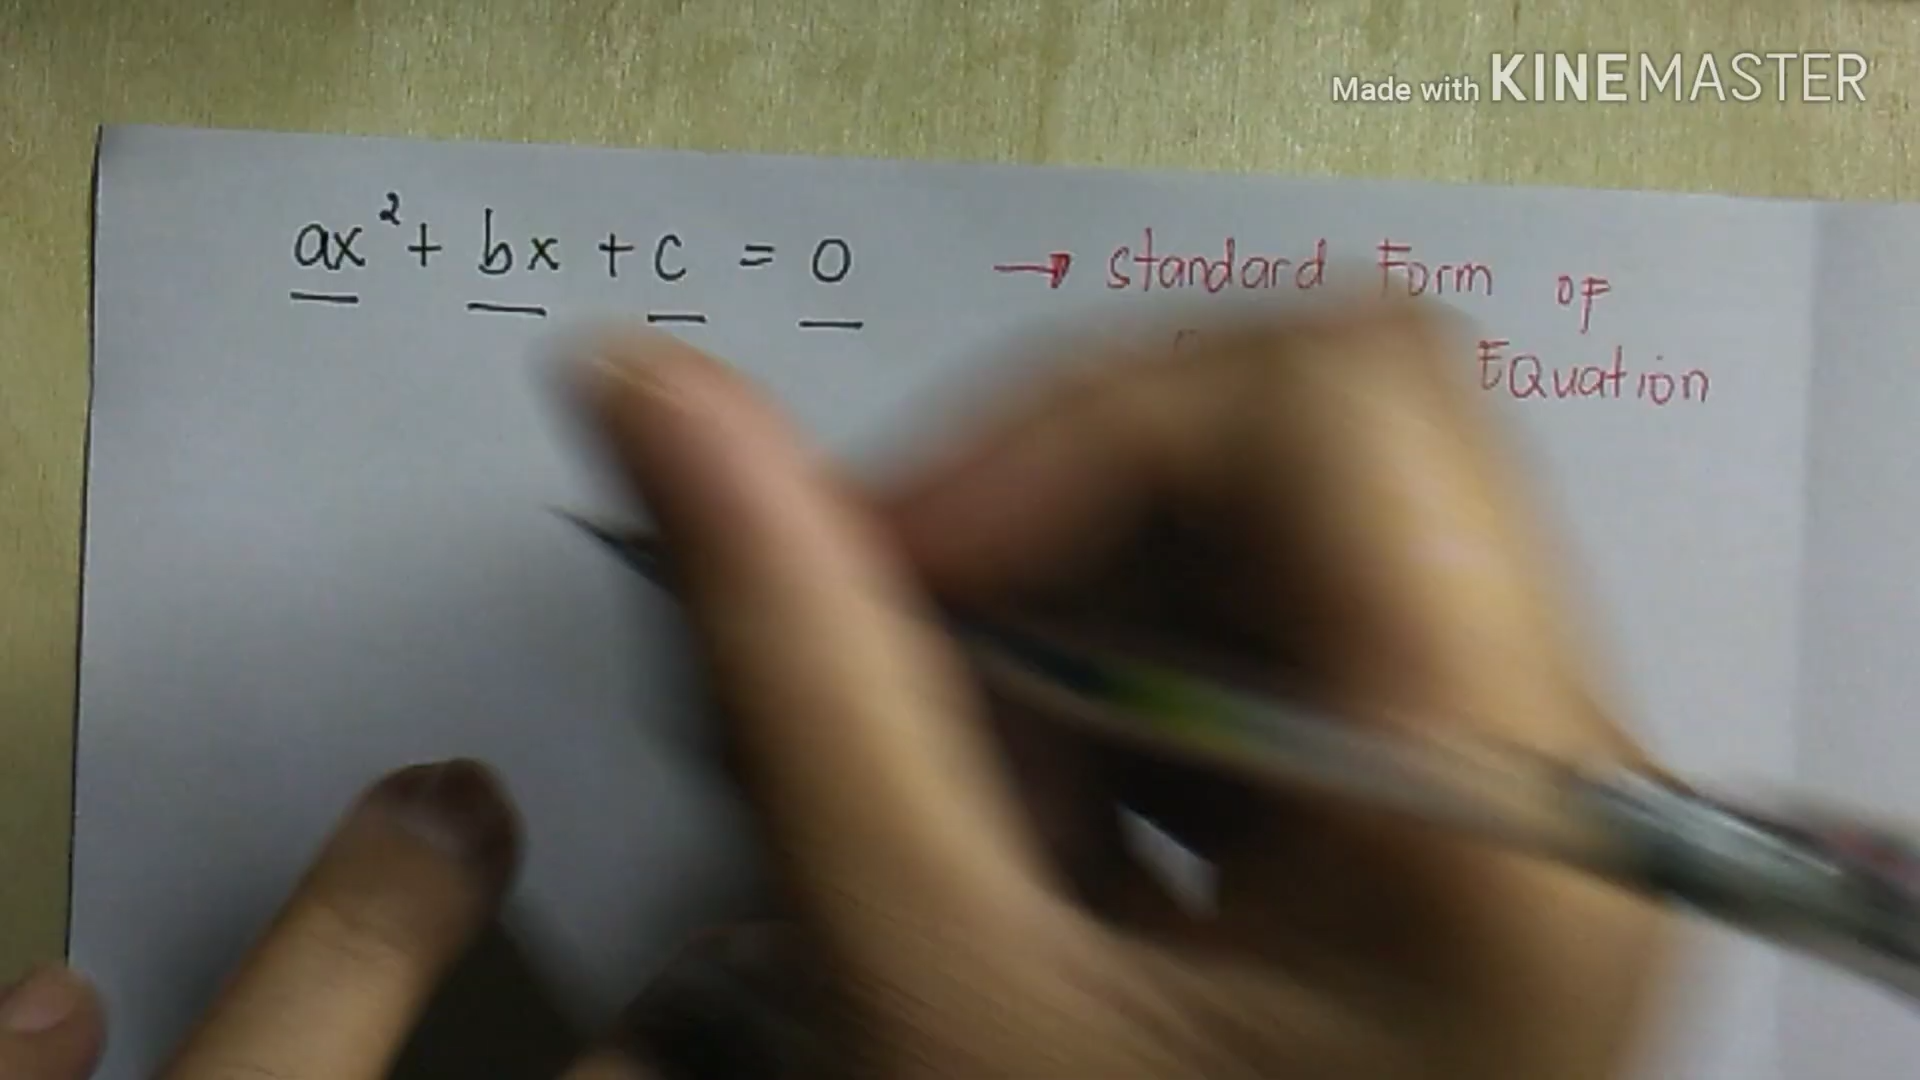 Made with KINEMASTER
ax² + bx + c = 0 → standard Form OF
EQuation